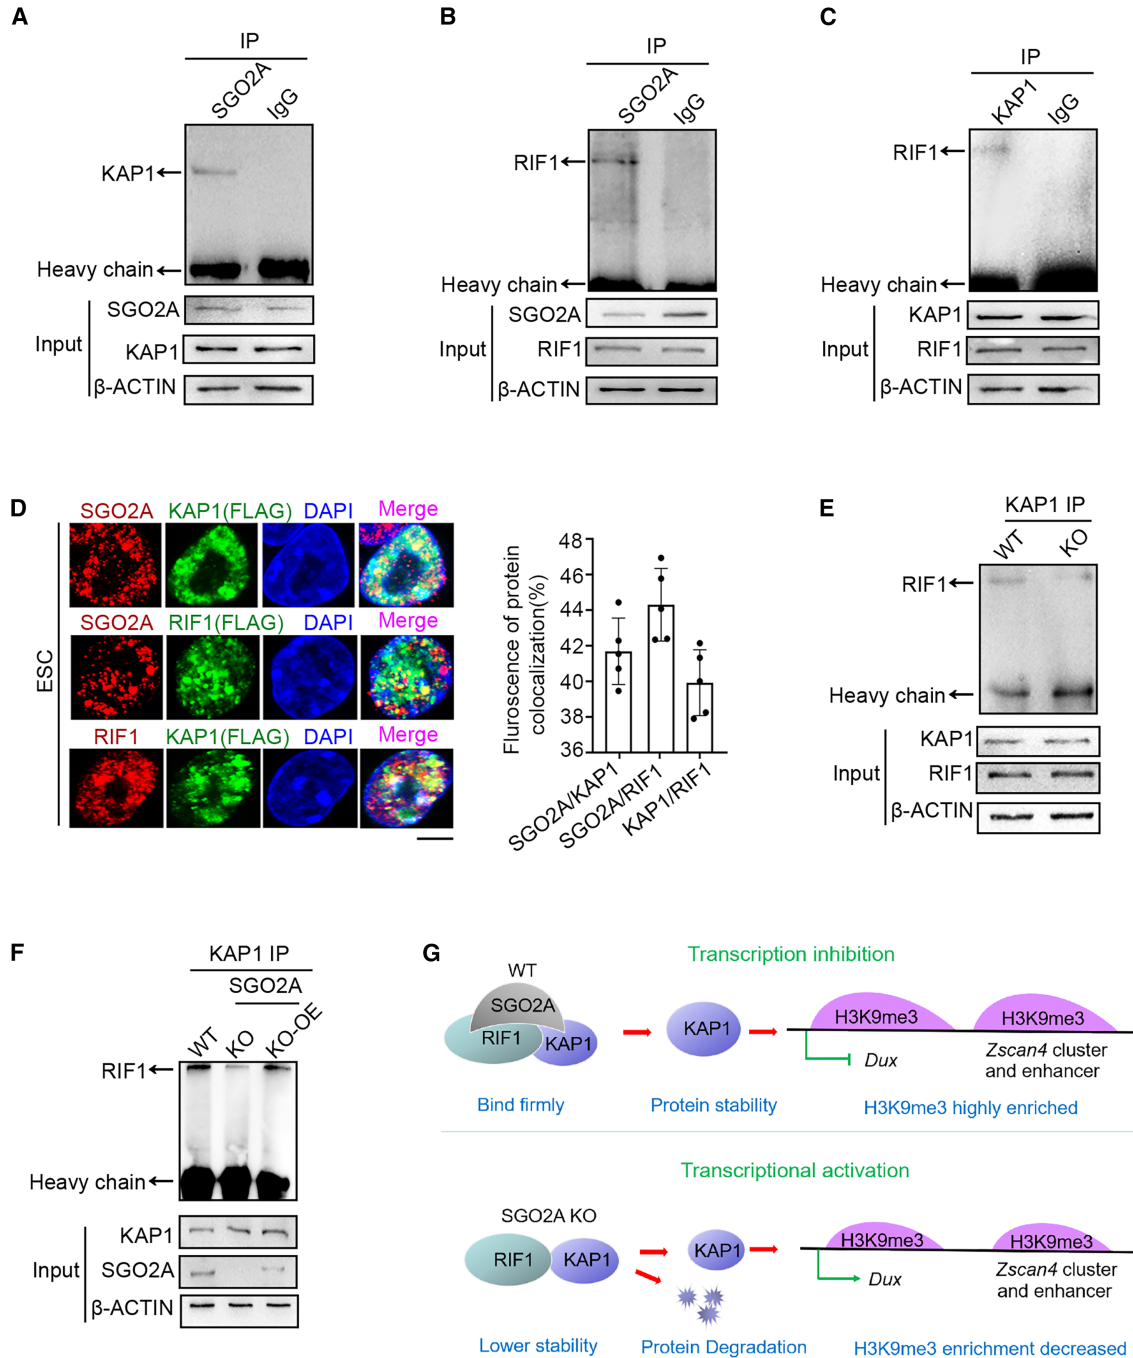 A
IP
SGO2A
IgG
KAP1
Heavy chain
Input
SGO2A
KAP1
β-ACTIN
B
IP
SGO2A
IgG
RIF1
Heavy chain
Input
SGO2A
RIF1
β-ACTIN
C
IP
KAP1
IgG
RIF1
Heavy chain
Input
KAP1
RIF1
β-ACTIN
D
ESC
SGO2A KAP1(FLAG) DAPI Merge
SGO2A RIF1(FLAG) DAPI Merge
RIF1 KAP1(FLAG) DAPI Merge
Fluroscence of protein
colocalization(%)
48
46
44
42
40
38
36
SGO2A/KAP1
SGO2A/RIF1
KAP1/RIF1
E
KAP1 IP
WT
KO
RIF1
Heavy chain
Input
KAP1
RIF1
β-ACTIN
F
KAP1 IP
SGO2A
WT
KO
KO-OE
RIF1
Heavy chain
Input
KAP1
SGO2A
β-ACTIN
G
Transcription inhibition
WT
SGO2A
RIF1
KAP1
KAP1
H3K9me3
H3K9me3
Dux
Zscan4 cluster
and enhancer
Bind firmly
Protein stability
H3K9me3 highly enriched
Transcriptional activation
SGO2A KO
RIF1
KAP1
KAP1
H3K9me3
H3K9me3
Dux
Zscan4 cluster
and enhancer
Lower stability
Protein Degradation
H3K9me3 enrichment decreased